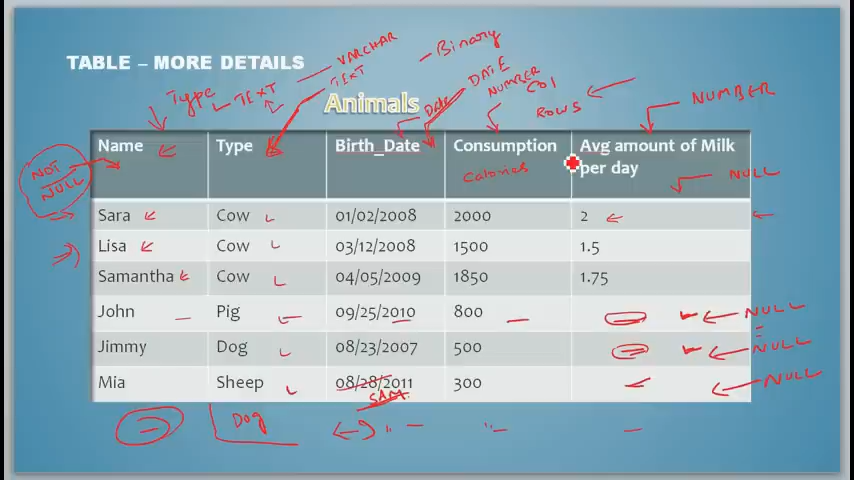 TABLE – MORE DETAILS
VARCHAR
Binary
Type
TEXT
TEXT
DATE
NUMBER
Date
ROWS
NUMBER
Animals
Name Type Birth_Date Consumption Avg amount of Milk per day
Calories
NOT NULL
NULL
Sara Cow 01/02/2008 2000 2
Lisa Cow 03/12/2008 1500 1.5
Samantha Cow 04/05/2009 1850 1.75
John Pig 09/25/2010 800
NULL
Jimmy Dog 08/23/2007 500
NULL
Mia Sheep 08/28/2011 300
NULL
SAM
Dog